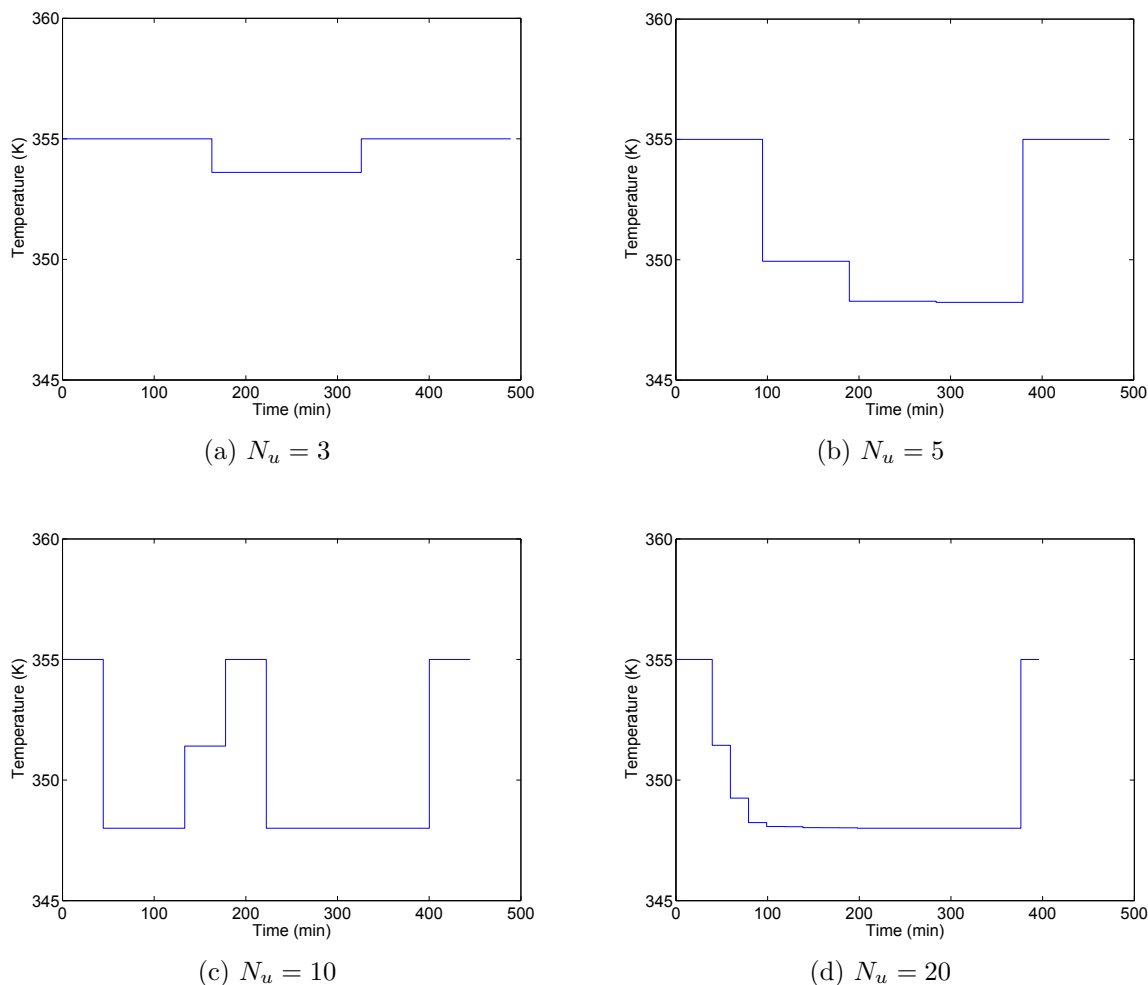 360
355
350
345
Temperature (K)
0 100 200 300 400 500
Time (min)
(a) N_u = 3
360
355
350
345
Temperature (K)
0 100 200 300 400 500
Time (min)
(b) N_u = 5
360
355
350
345
Temperature (K)
0 100 200 300 400 500
Time (min)
(c) N_u = 10
360
355
350
345
Temperature (K)
0 100 200 300 400 500
Time (min)
(d) N_u = 20